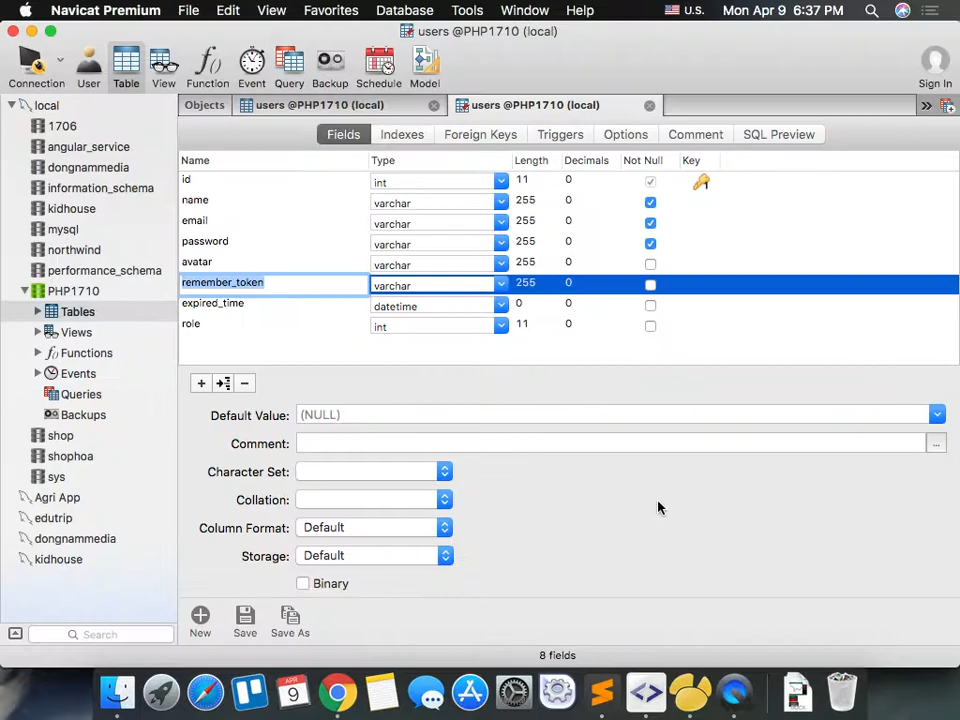 Navicat Premium File Edit View Favorites Database Tools Window Help U.S. Mon Apr 9 6:37 PM
users @PHP1710 (local)
Connection User Table View Function Event Query Backup Schedule Model Sign In
Objects users @PHP1710 (local) users @PHP1710 (local)
local
1706
angular_service
dongnammedia
information_schema
kidhouse
mysql
northwind
performance_schema
PHP1710
Tables
Views
Functions
Events
Queries
Backups
shop
shophoa
sys
Agri App
edutrip
dongnammedia
kidhouse
Search
Fields Indexes Foreign Keys Triggers Options Comment SQL Preview
Name Type Length Decimals Not Null Key
id int 11 0
name varchar 255 0
email varchar 255 0
password varchar 255 0
avatar varchar 255 0
remember_token varchar 255 0
expired_time datetime 0 0
role int 11 0
Default Value: (NULL)
Comment: ...
Character Set:
Collation:
Column Format: Default
Storage: Default
Binary
New Save Save As
8 fields
APR
9